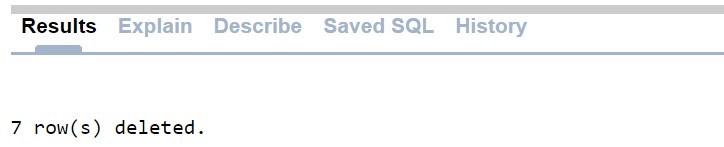 Results Explain Describe Saved SQL History
7 row(s) deleted.